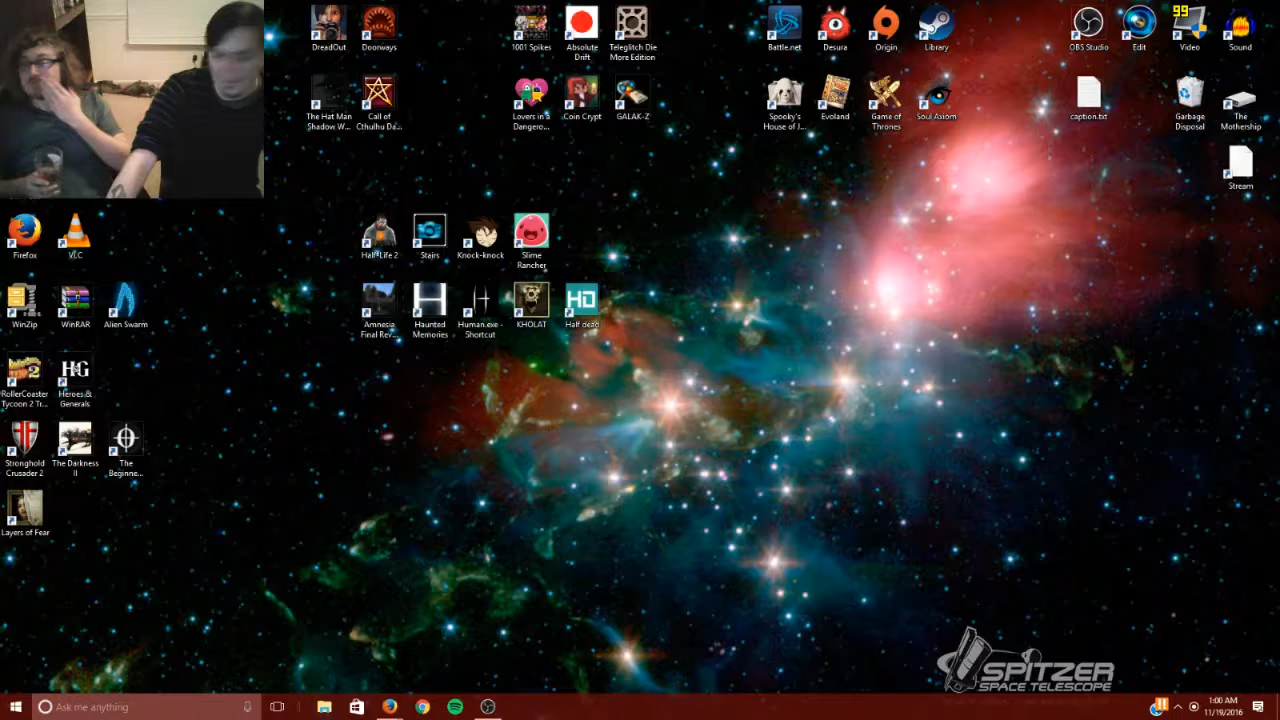 99
DreadOut
Doorways
1001 Spikes
Absolute
Drift
Teleglitch Die
More Edition
Battle.net
Desura
Origin
Library
OBS Studio
Edit
Video
Sound
The Hat Man
Shadow W...
Call of
Cthulhu Da...
Lovers in a
Dangero...
Coin Crypt
GALAK-Z
Spooky's
House of J...
Evoland
Game of
Thrones
Soul Axiom
caption.txt
Garbage
Disposal
The
Mothership
Stream
Firefox
VLC
Half-Life 2
Stairs
Knock-knock
Slime
Rancher
WinZip
WinRAR
Alien Swarm
Amnesia
Final Rev...
Haunted
Memories
Human.exe -
Shortcut
KHOLAT
HD
Half dead
RollerCoaster
Tycoon 2 Tr...
H&G
Heroes &
Generals
Stronghold
Crusader 2
The Darkness
II
The
Beginne...
Layers of Fear
SPITZER
SPACE TELESCOPE
Ask me anything
1:00 AM
11/19/2016